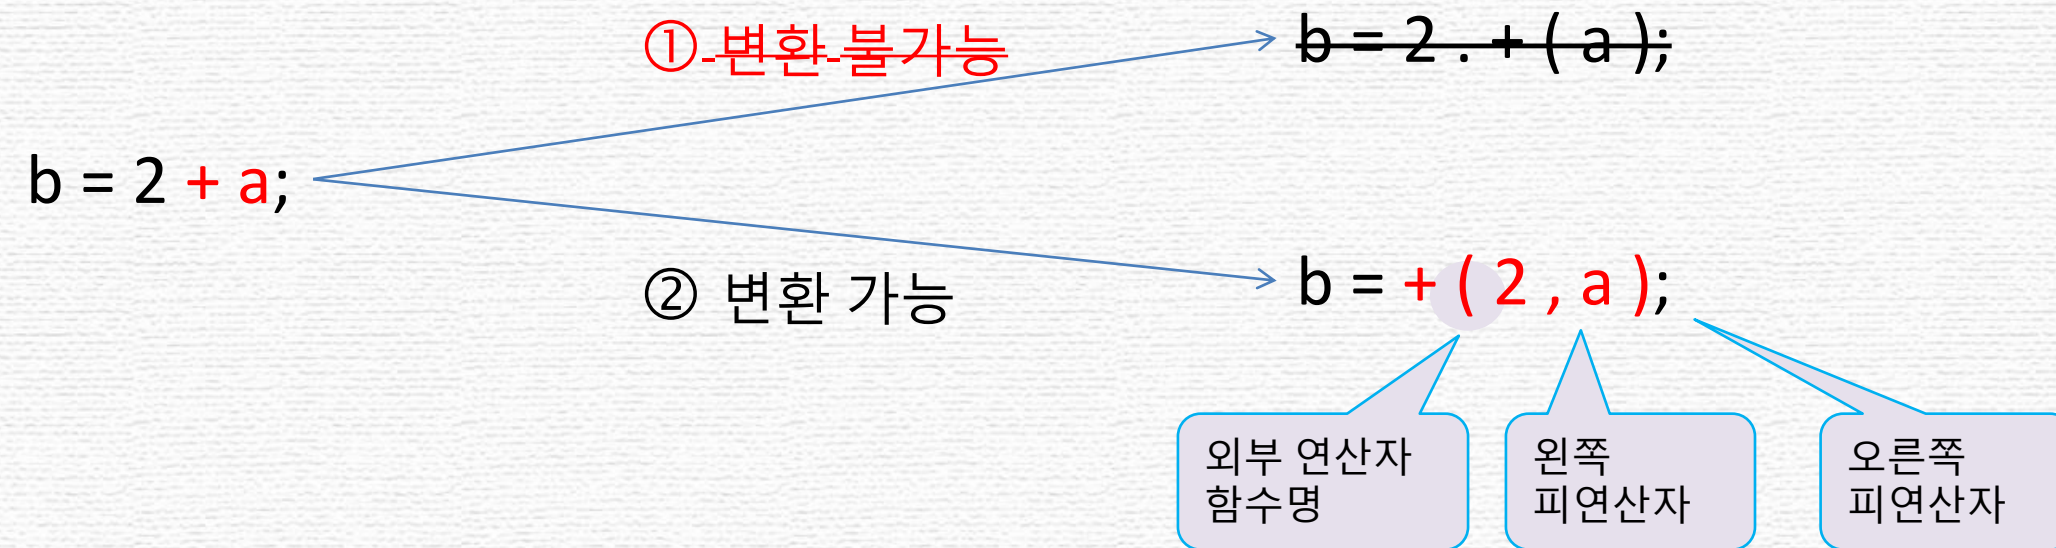 ① 변환 불가능
b = 2 . + ( a );
b = 2 + a;
② 변환 가능
b = + ( 2 , a );
외부 연산자
함수명
왼쪽
피연산자
오른쪽
피연산자